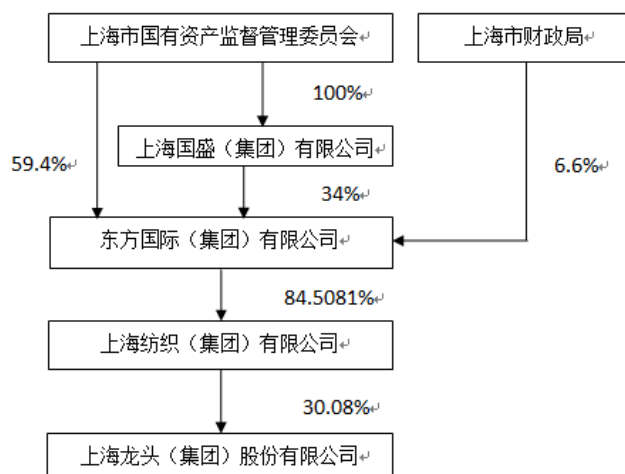 上海市国有资产监督管理委员会
上海市财政局
100%
上海国盛（集团）有限公司
59.4%
6.6%
34%
东方国际（集团）有限公司
84.5081%
上海纺织（集团）有限公司
30.08%
上海龙头（集团）股份有限公司